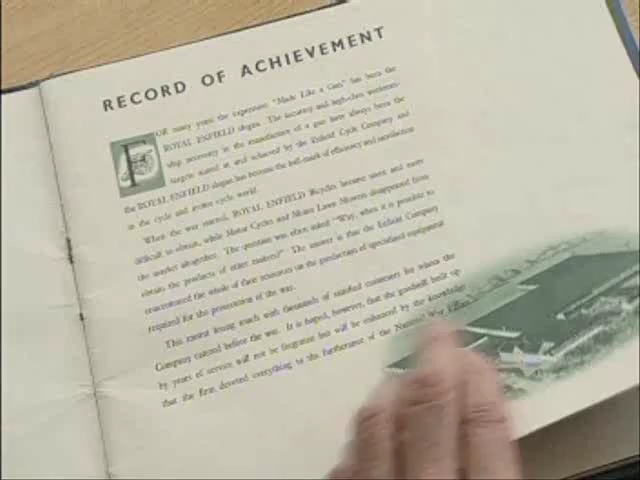 RECORD OF ACHIEVEMENT
FOR many years the expression "Made Like a Gun" has been the
ROYAL ENFIELD slogan. The accuracy and high-class workman-
ship necessary in the manufacture of a gun have always been the
targets aimed at and achieved by the Enfield Cycle Company and
the ROYAL ENFIELD slogan has become the hall-mark of efficiency and satisfaction
in the cycle and motor cycle world.
When the war started, ROYAL ENFIELD Bicycles became more and more
difficult to obtain, while Motor Cycles and Motor Lawn Mowers disappeared from
the market altogether. The question was often asked "Why, when it is possible to
obtain the products of other makers?" The answer is that the Enfield Company
concentrated the whole of their resources on the production of specialised equipment
required for the prosecution of the war.
This meant losing touch with thousands of satisfied customers for whom the
Company catered before the war. It is hoped, however, that the goodwill built up
by years of service will not be forgotten but will be enhanced by the knowledge
that the firm devoted everything to the furtherance of the National War Effort.